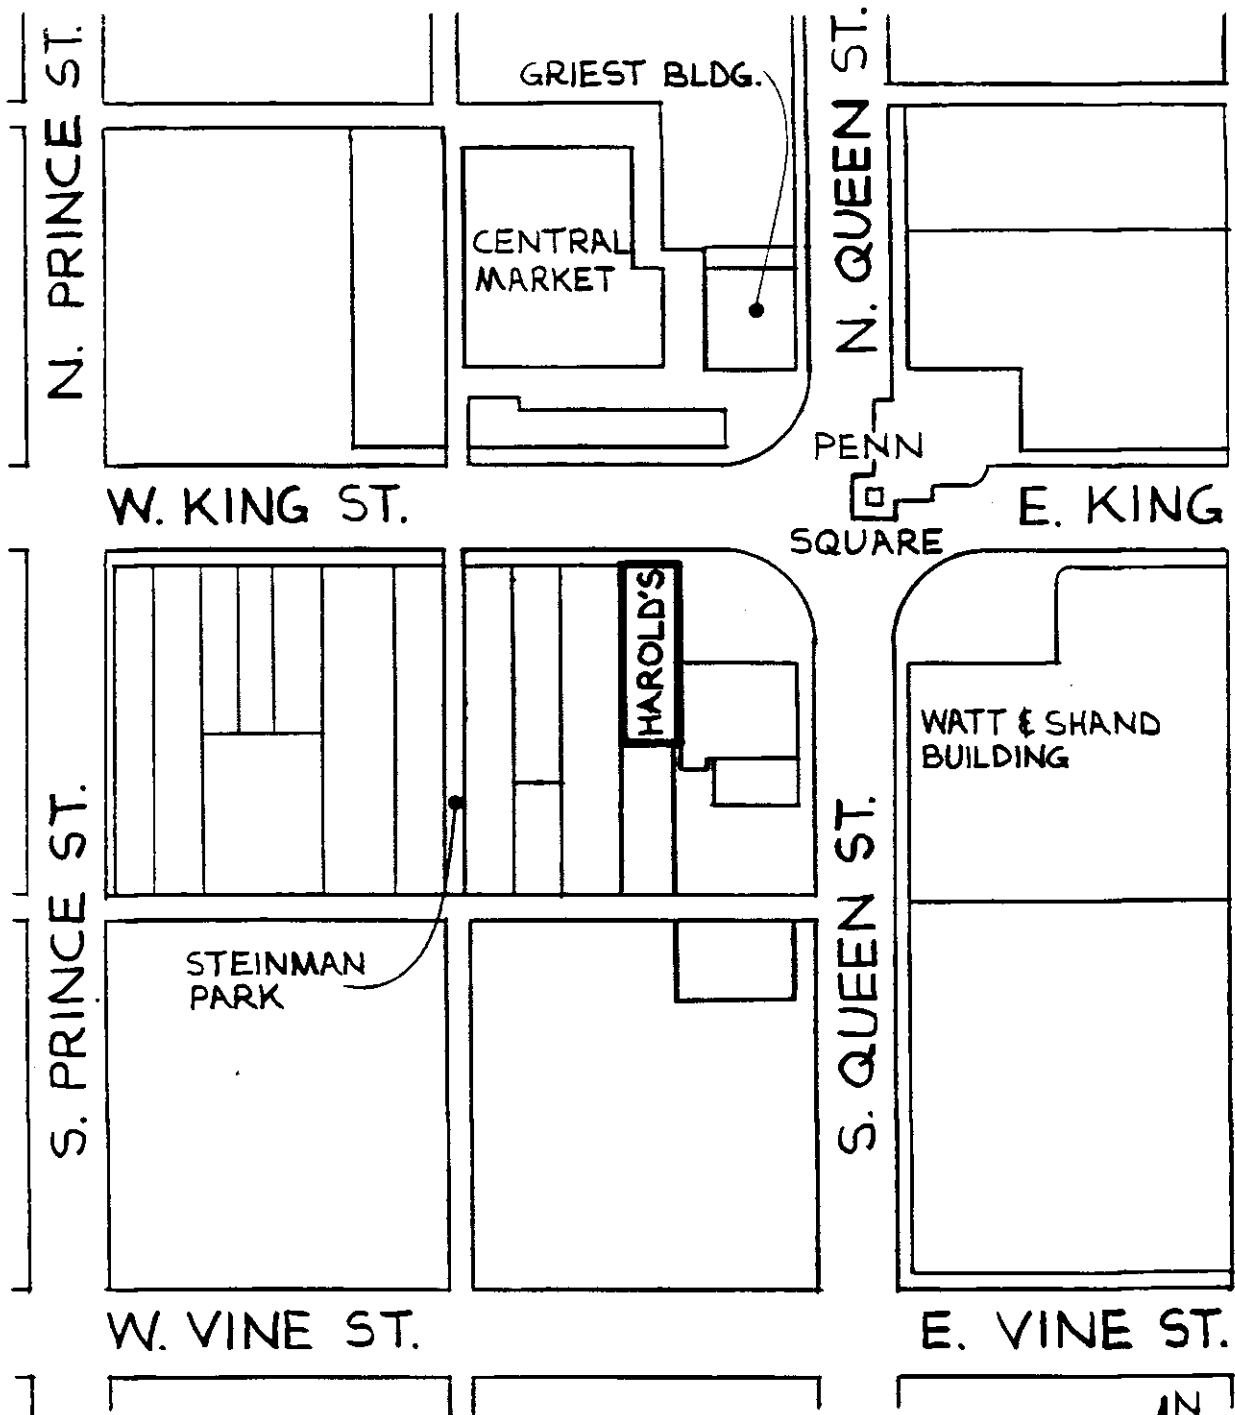 N. PRINCE ST.
GRIEST BLDG.
N. QUEEN ST.
CENTRAL
MARKET
PENN
SQUARE
W. KING ST.
E. KING
HAROLD'S
WATT & SHAND
BUILDING
S. PRINCE ST.
STEINMAN
PARK
S. QUEEN ST.
W. VINE ST.
E. VINE ST.
N